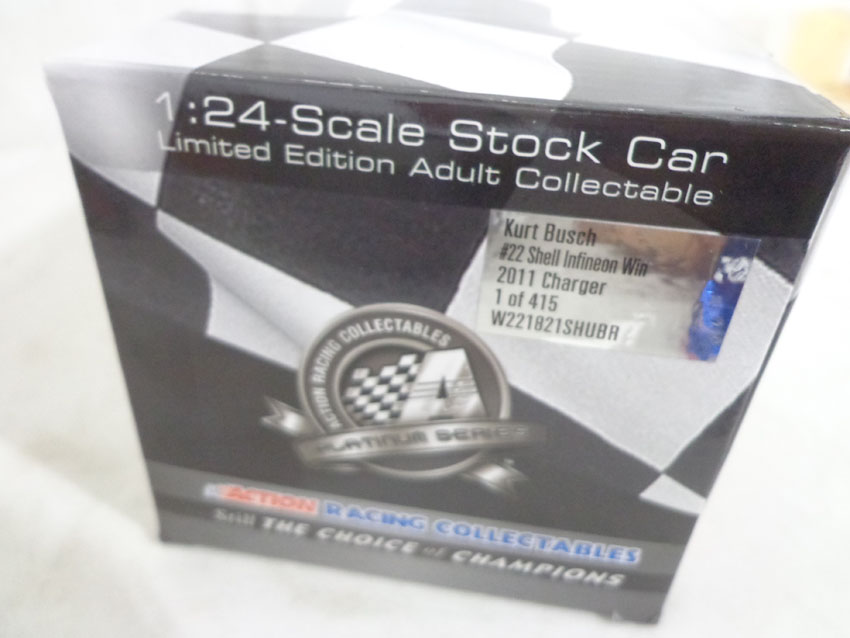 1:24-Scale Stock Car
Limited Edition Adult Collectable
Kurt Busch
#22 Shell Infineon Win
2011 Charger
1 of 415
W221821SHUBR
ACTION RACING COLLECTABLES
PLATINUM SERIES
ACTION RACING COLLECTABLES
Still THE CHOICE of CHAMPIONS